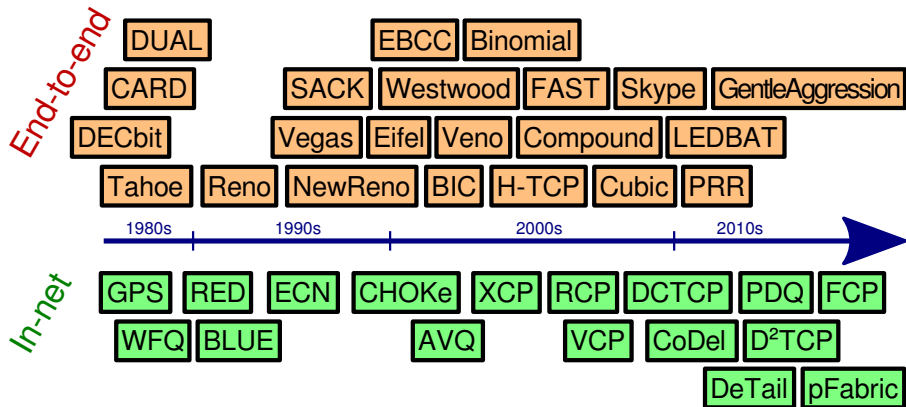 End-to-end
DUAL EBCC Binomial
CARD SACK Westwood FAST Skype GentleAggression
DECbit Vegas Eifel Veno Compound LEDBAT
Tahoe Reno NewReno BIC H-TCP Cubic PRR
1980s 1990s 2000s 2010s
In-net
GPS RED ECN CHOKe XCP RCP DCTCP PDQ FCP
WFQ BLUE AVQ VCP CoDel D²TCP
DeTail pFabric